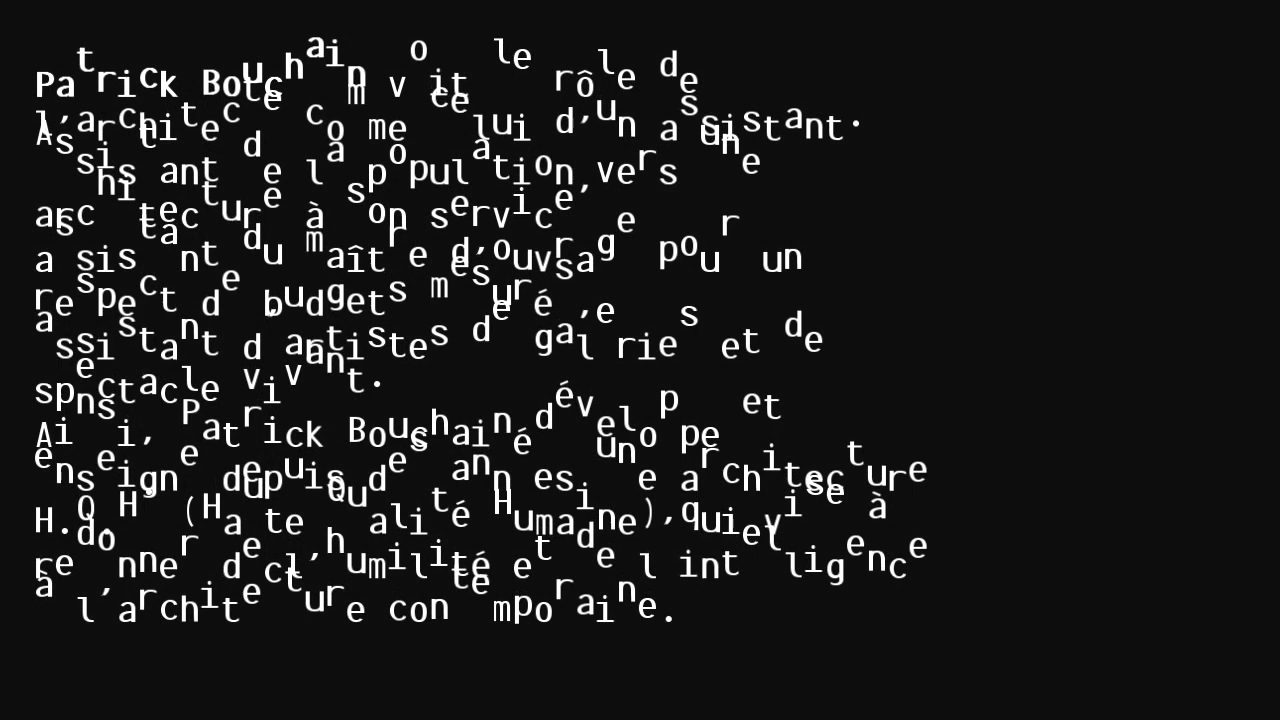 Patrick Bouchain voit le rôle de
l'architecte comme celui d'un assistant.
Assistant de la population, vers une
architecture à son service,
assistant du maître d'ouvrage pour un
respect de budgets mesurés, et
assistant d'artistes de galerie et de
spectacle vivant.
Ainsi, Patrick Bouchain développe et
enseigne depuis des années une architecture
H.Q.H. (Haute Qualité Humaine), qui vise à
redonner de l'humilité et de l'intelligence
à l'architecture contemporaine.